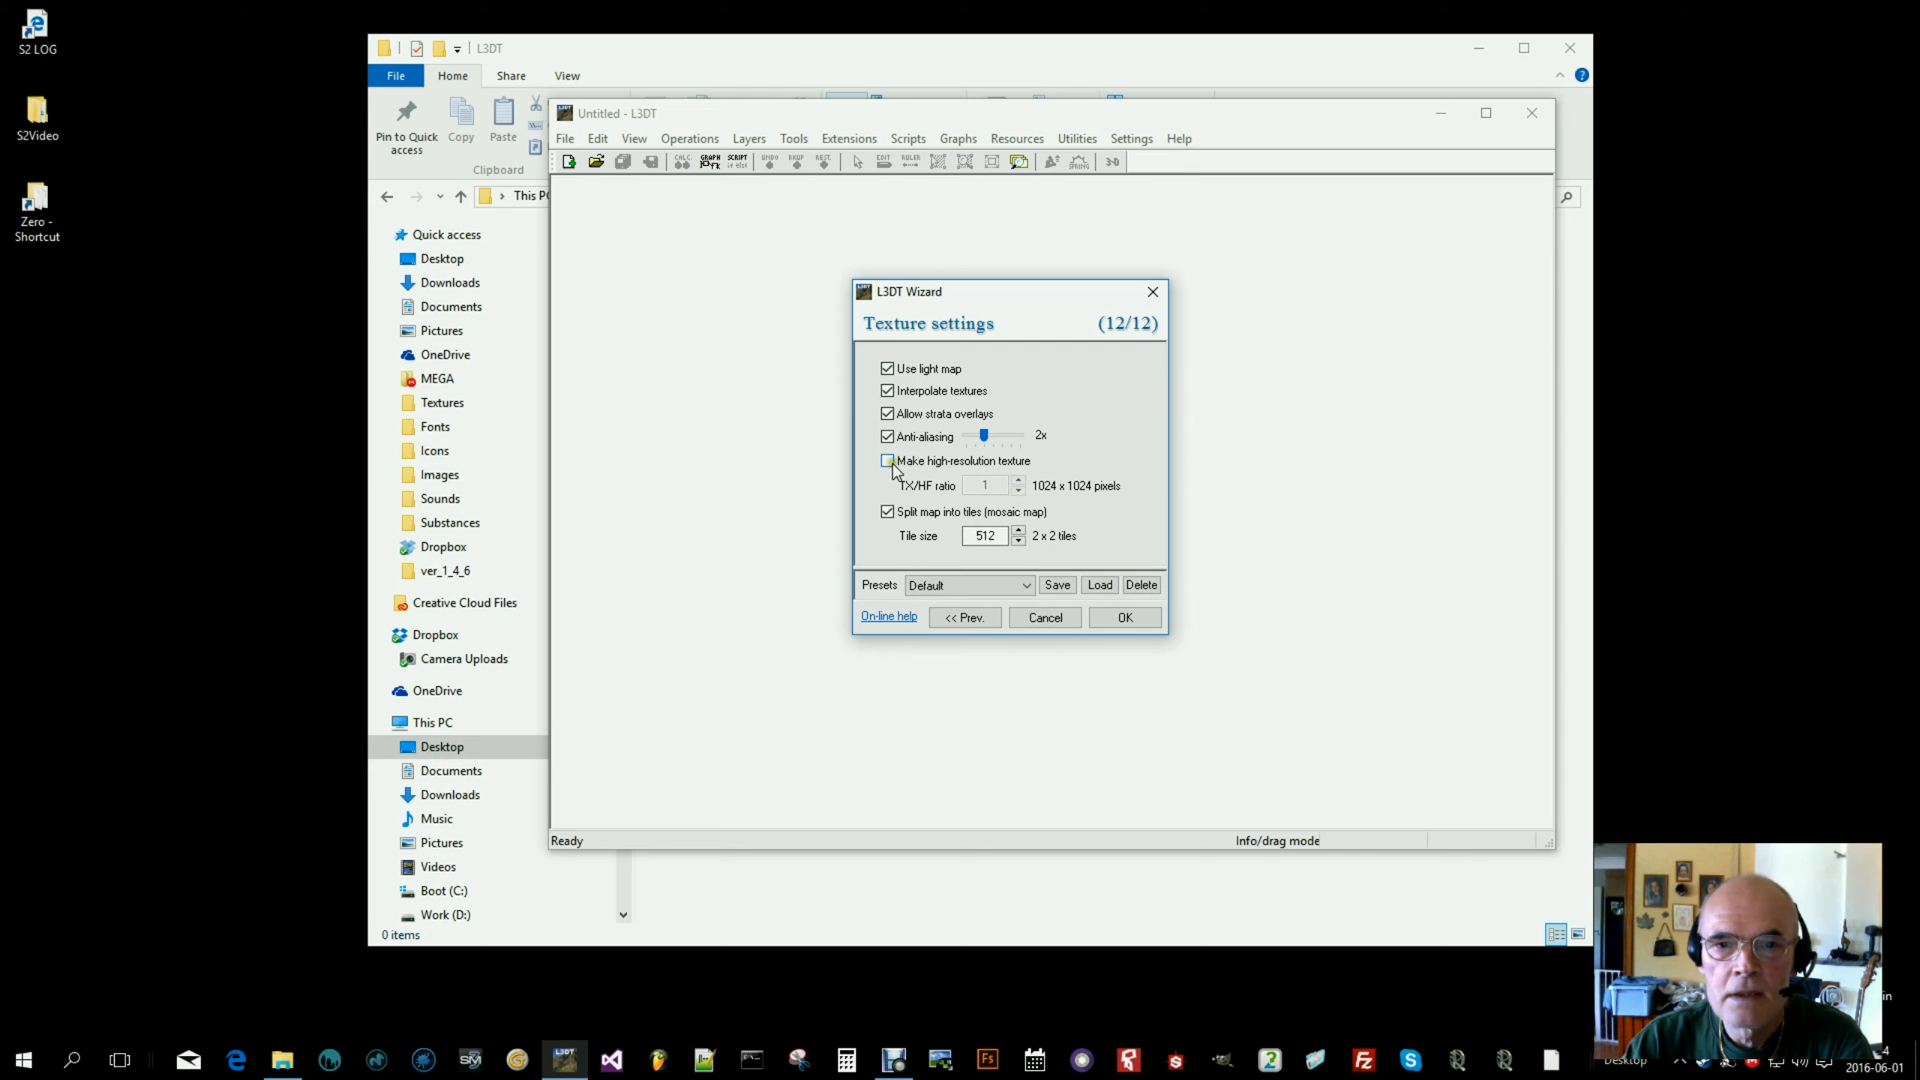 S2 LOG
S2Video
Zero -
Shortcut
L3DT
File
Home
Share
View
Pin to Quick
access
Copy
Paste
Clipboard
This PC
Quick access
Desktop
Downloads
Documents
Pictures
OneDrive
MEGA
Textures
Fonts
Icons
Images
Sounds
Substances
Dropbox
ver_1_4_6
Creative Cloud Files
Dropbox
Camera Uploads
OneDrive
This PC
Desktop
Documents
Downloads
Music
Pictures
Videos
Boot (C:)
Work (D:)
0 items
Untitled - L3DT
File Edit View Operations Layers Tools Extensions Scripts Graphs Resources Utilities Settings Help
Ready
Info/drag mode
L3DT Wizard
Texture settings (12/12)
Use light map
Interpolate textures
Allow strata overlays
Anti-aliasing 2x
Make high-resolution texture
TX/HF ratio 1 1024 x 1024 pixels
Split map into tiles (mosaic map)
Tile size 512 2 x 2 tiles
Presets Default Save Load Delete
On-line help << Prev. Cancel OK
Desktop
2016-06-01